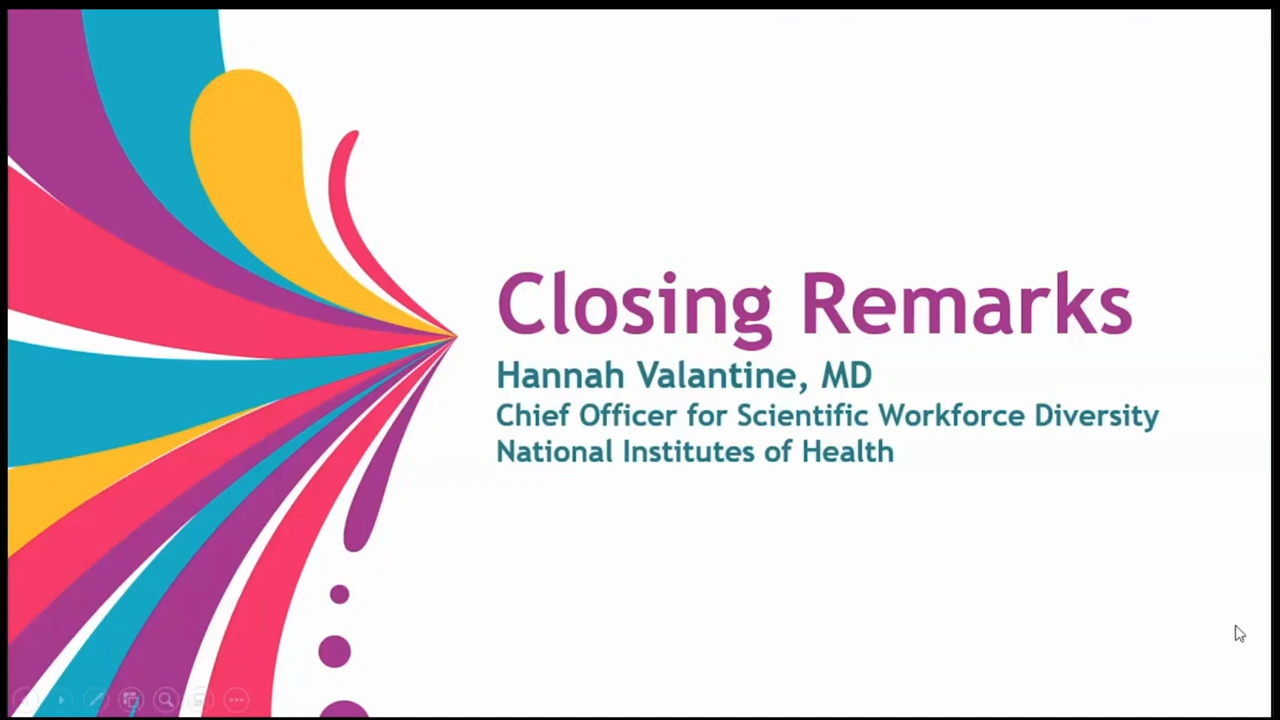 Closing Remarks
Hannah Valantine, MD
Chief Officer for Scientific Workforce Diversity
National Institutes of Health